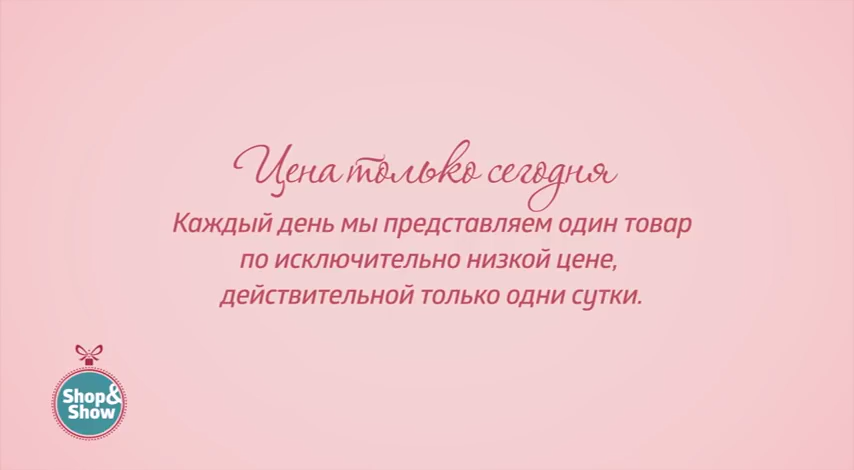 Цена только сегодня
Каждый день мы представляем один товар
по исключительно низкой цене,
действительной только одни сутки.
Shop&
Show